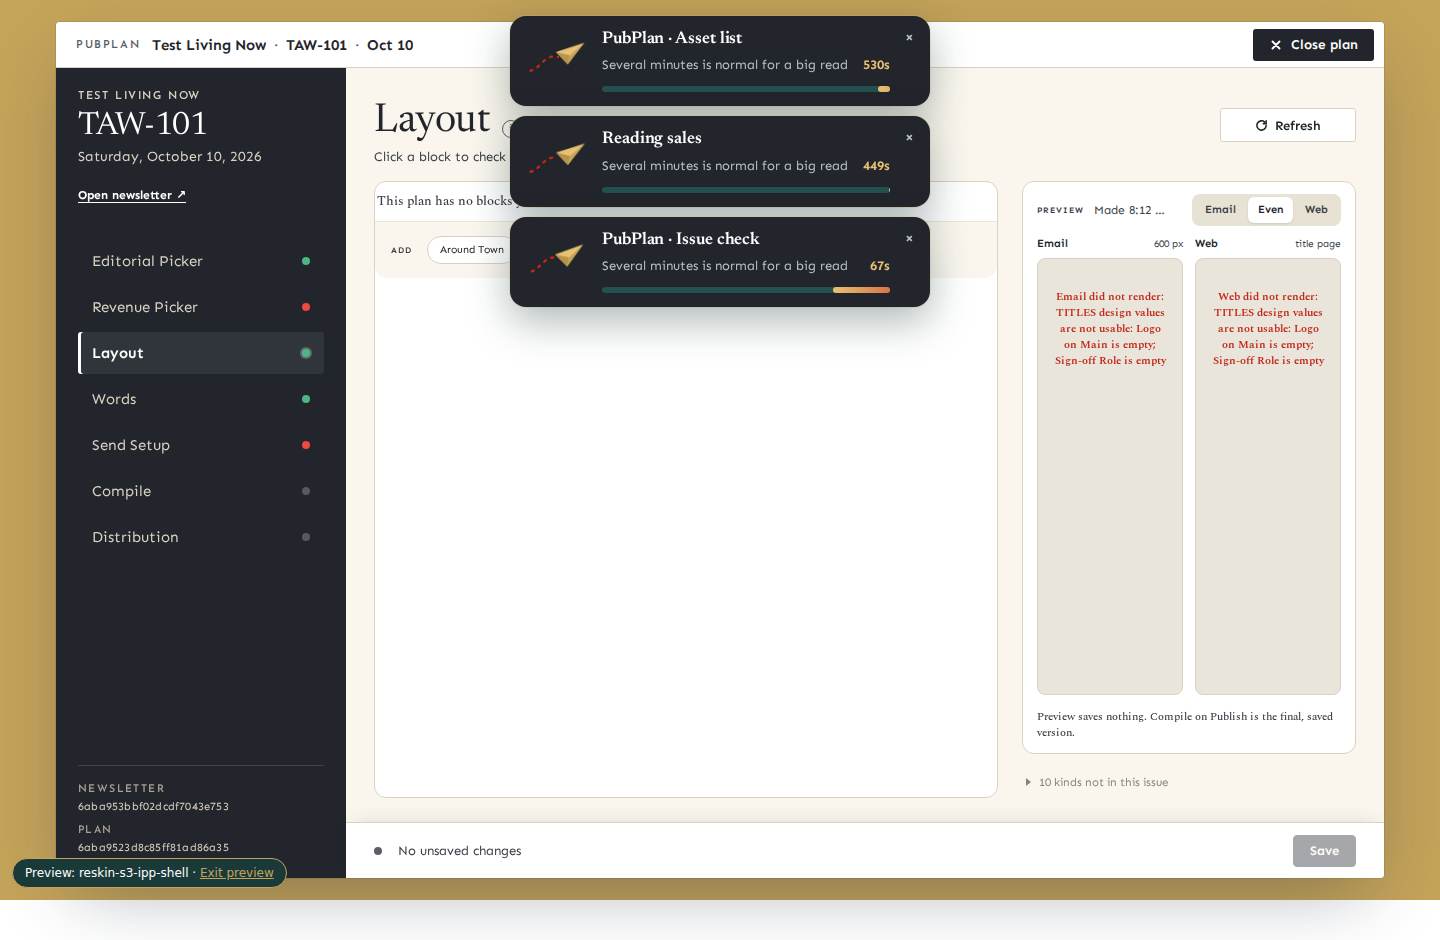 PUBPLAN Test Living Now · TAW-101 · Oct 10
Close plan
PubPlan · Asset list
Several minutes is normal for a big read 530s
Reading sales
Several minutes is normal for a big read 449s
PubPlan · Issue check
Several minutes is normal for a big read 67s
TEST LIVING NOW
TAW-101
Saturday, October 10, 2026
Open newsletter ↗
Editorial Picker
Revenue Picker
Layout
Words
Send Setup
Compile
Distribution
NEWSLETTER
6aba953bbf02dcdf7043e753
PLAN
6aba9523d8c85ff81ad86a35
Preview: reskin-s3-ipp-shell · Exit preview
Layout
Click a block to check
Refresh
This plan has no blocks
ADD Around Town
PREVIEW Made 8:12 ... Email Even Web
Email 600 px Web title page
Email did not render:
TITLES design values
are not usable: Logo
on Main is empty;
Sign-off Role is empty
Web did not render:
TITLES design values
are not usable: Logo
on Main is empty;
Sign-off Role is empty
Preview saves nothing. Compile on Publish is the final, saved
version.
10 kinds not in this issue
No unsaved changes
Save